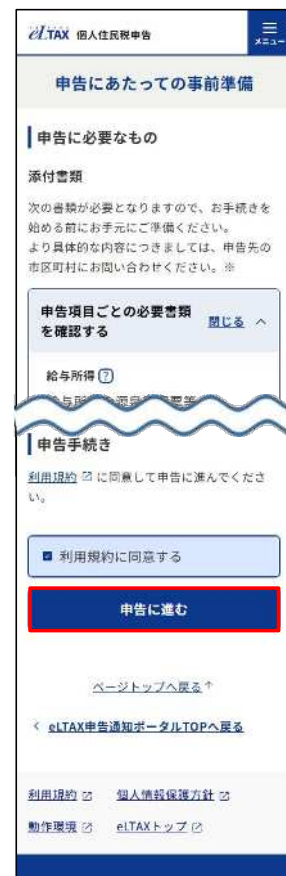 eLTAX 個人住民税申告
メニュー
申告にあたっての事前準備
申告に必要なもの
添付書類
次の書類が必要となりますので、お手続きを
始める前にお手元にご準備ください。
より具体的な内容につきましては、申告先の
市区町村にお問い合わせください。※
申告項目ごとの必要書類
を確認する
閉じる
給与所得 ?
申告手続き
利用規約 に同意して申告に進んでくださ
い。
利用規約に同意する
申告に進む
ページトップへ戻る↑
< eLTAX申告通知ポータルTOPへ戻る
利用規約 個人情報保護方針
動作環境 eLTAXトップ